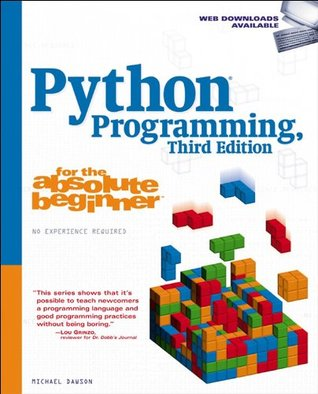 WEB DOWNLOADS
AVAILABLE
Python®
Programming,
Third Edition
for the
absolute
beginner™
NO EXPERIENCE REQUIRED
"This series shows that it's
possible to teach newcomers
a programming language and
good programming practices
without being boring."
—LOU GRINZO,
reviewer for Dr. Dobb's Journal
MICHAEL DAWSON